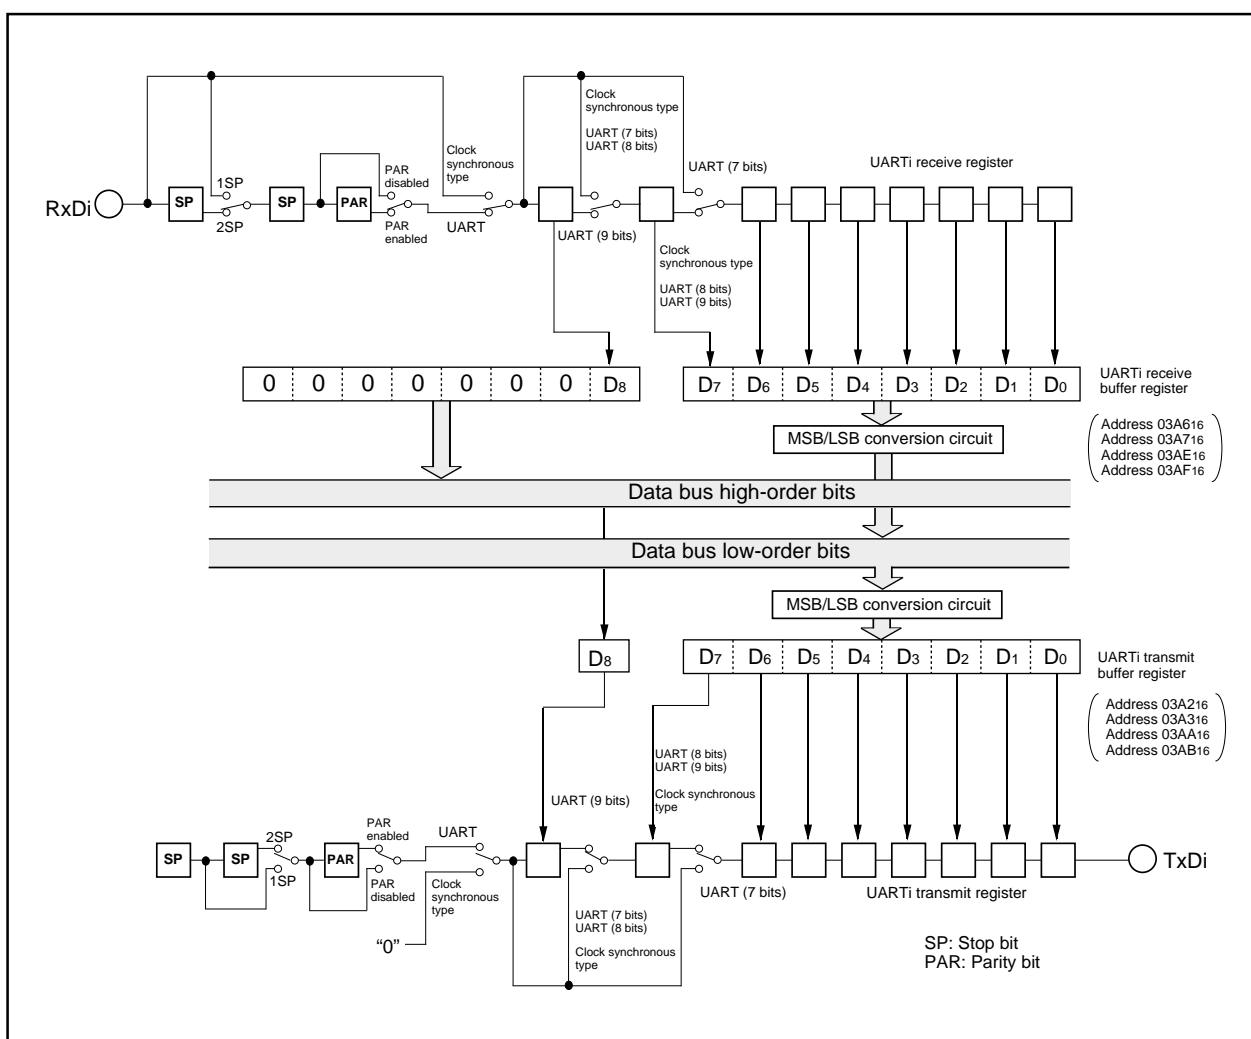 Clock
synchronous type
UART (7 bits)
UART (8 bits)
Clock
synchronous
type
PAR
disabled
UART (7 bits)
UARTi receive register
1SP
RxDi
SP
SP
PAR
2SP
PAR
enabled
UART
UART (9 bits)
Clock
synchronous type
UART (8 bits)
UART (9 bits)
0 0 0 0 0 0 0 D8
D7 D6 D5 D4 D3 D2 D1 D0
UARTi receive
buffer register
MSB/LSB conversion circuit
Address 03A616
Address 03A716
Address 03AE16
Address 03AF16
Data bus high-order bits
Data bus low-order bits
MSB/LSB conversion circuit
D8
D7 D6 D5 D4 D3 D2 D1 D0
UARTi transmit
buffer register
Address 03A216
Address 03A316
Address 03AA16
Address 03AB16
UART (8 bits)
UART (9 bits)
Clock synchronous
type
UART (9 bits)
PAR
enabled
UART
2SP
SP
SP
PAR
TxDi
1SP
PAR
disabled
Clock
synchronous
type
UART (7 bits)
UARTi transmit register
UART (7 bits)
UART (8 bits)
Clock synchronous
type
“0”
SP: Stop bit
PAR: Parity bit